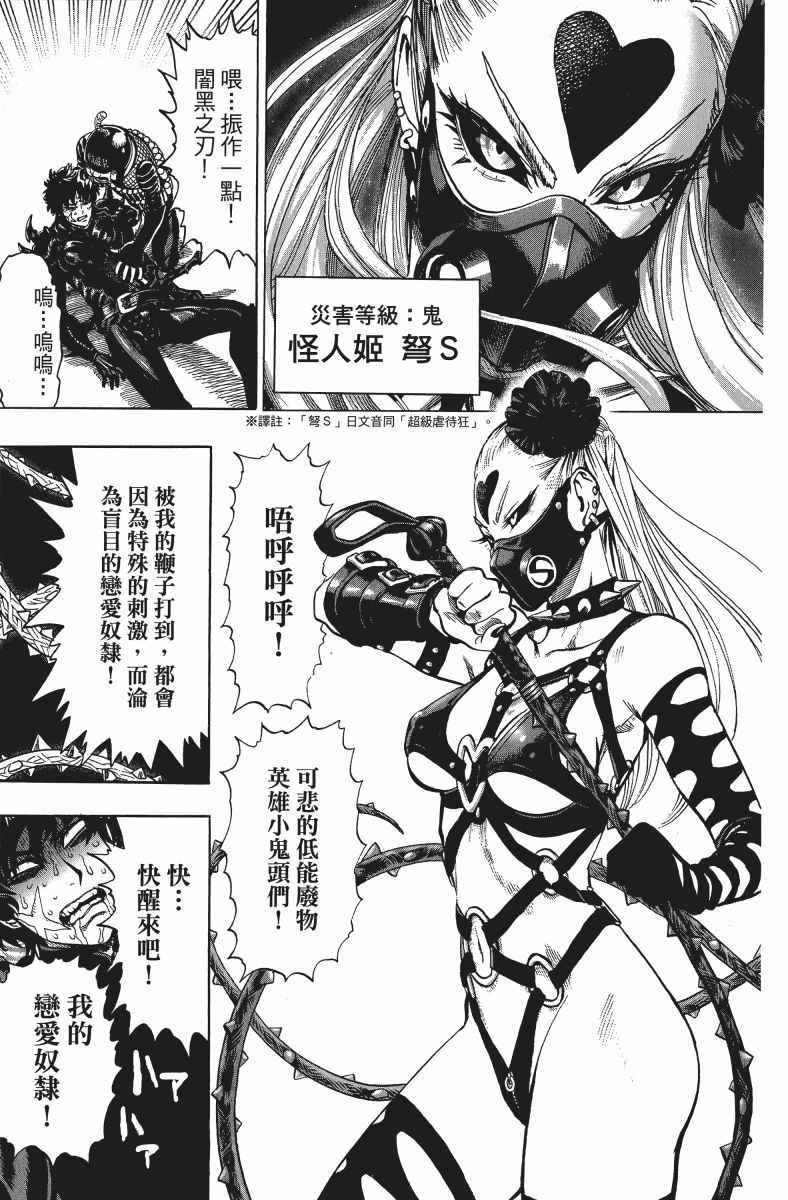 災害等級：鬼
怪人姬 弩Ｓ
※譯註：「弩Ｓ」日文音同「超級虐待狂」。
喂…振作一點！
闇黑之刃！
嗚…嗚嗚…
唔呼呼呼！
可悲的低能廢物
英雄小鬼頭們！
被我的鞭子打到，都會
因為特殊的刺激，而淪
為盲目的戀愛奴隸！
快…
快醒來吧！
我的
戀愛奴隸！
ハァ
ハァ